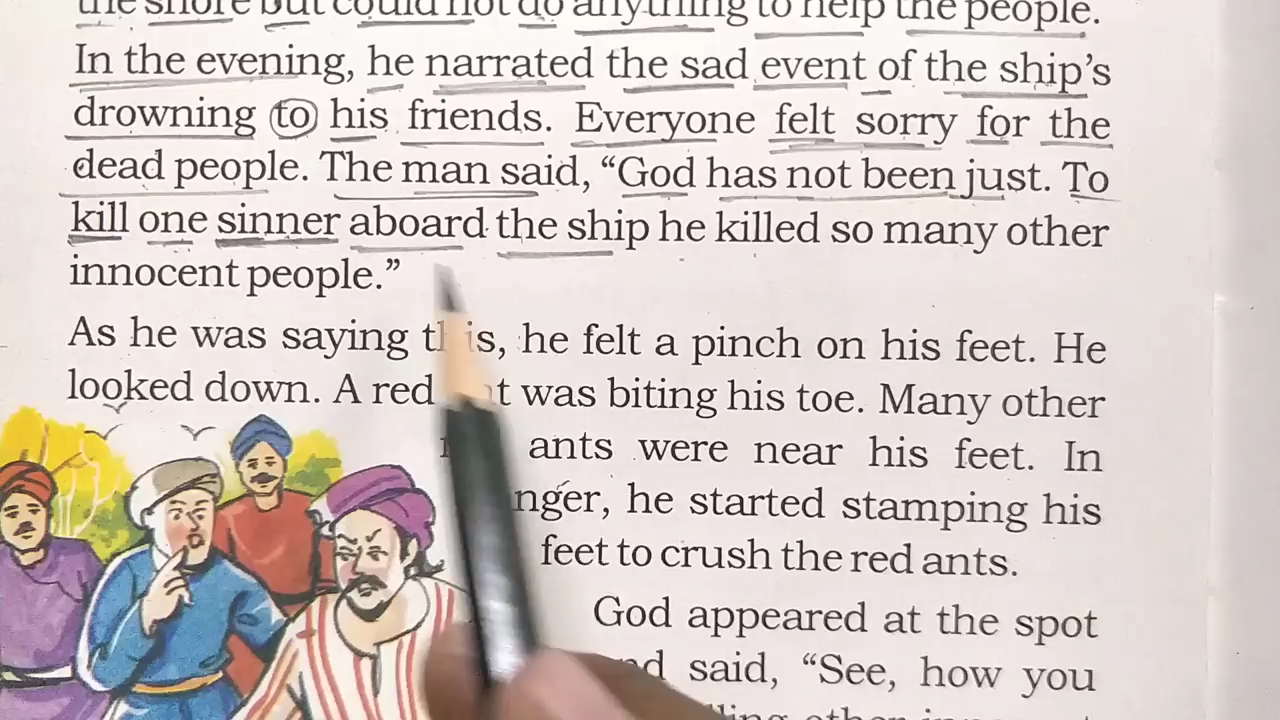 the shore but could not do anything to help the people.
In the evening, he narrated the sad event of the ship's
drowning to his friends. Everyone felt sorry for the
dead people. The man said, “God has not been just. To
kill one sinner aboard the ship he killed so many other
innocent people.”
As he was saying this, he felt a pinch on his feet. He
looked down. A red was biting his toe. Many other
ants were near his feet. In
he started stamping his
feet to crush the red ants.
God appeared at the spot
said, “See, how you
other